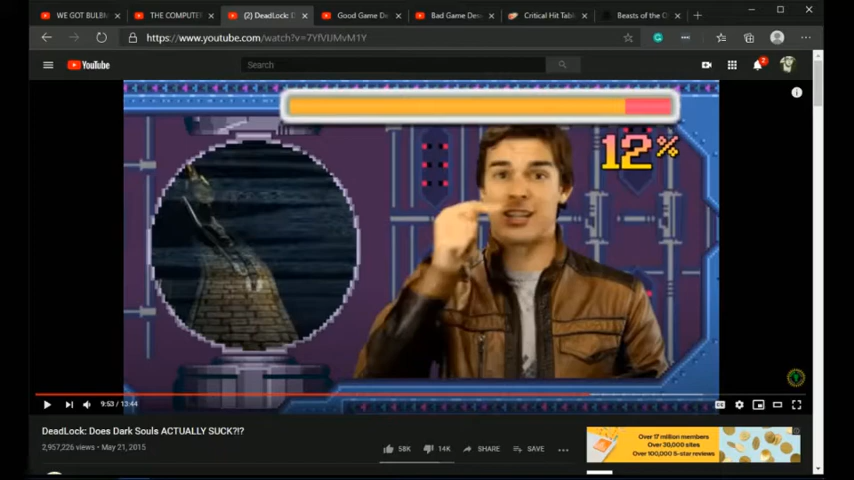 WE GOT BULBM
THE COMPUTER
(2) DeadLock: D
Good Game De
Bad Game Dese
Critical Hit Table
Beasts of the G
https://www.youtube.com/watch?v=
YouTube
Search
2
12%
9:53 / 13:44
DeadLock: Does Dark Souls ACTUALLY SUCK?!?
2,957,226 views • May 21, 2015
58K
14K
SHARE
SAVE
Over 17 million members
Over 30,000 sites
Over 100,000 5-star reviews